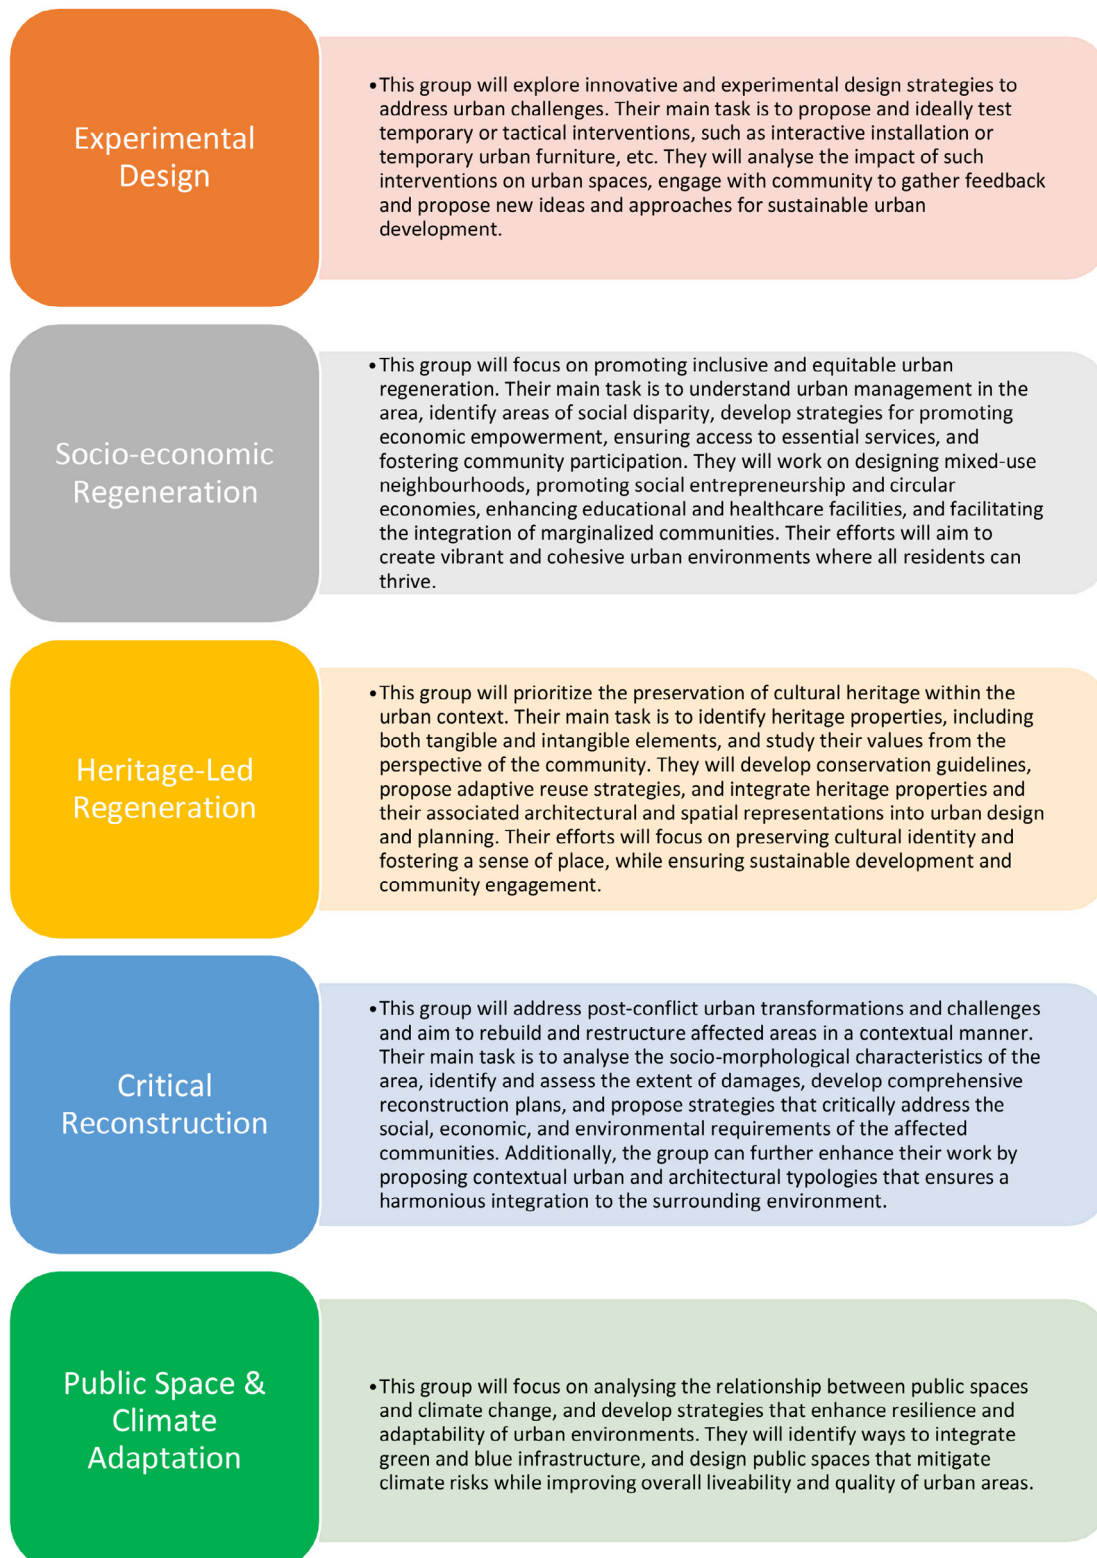 Experimental
Design
•This group will explore innovative and experimental design strategies to
address urban challenges. Their main task is to propose and ideally test
temporary or tactical interventions, such as interactive installation or
temporary urban furniture, etc. They will analyse the impact of such
interventions on urban spaces, engage with community to gather feedback
and propose new ideas and approaches for sustainable urban
development.
Socio-economic
Regeneration
•This group will focus on promoting inclusive and equitable urban
regeneration. Their main task is to understand urban management in the
area, identify areas of social disparity, develop strategies for promoting
economic empowerment, ensuring access to essential services, and
fostering community participation. They will work on designing mixed-use
neighbourhoods, promoting social entrepreneurship and circular
economies, enhancing educational and healthcare facilities, and facilitating
the integration of marginalized communities. Their efforts will aim to
create vibrant and cohesive urban environments where all residents can
thrive.
Heritage-Led
Regeneration
•This group will prioritize the preservation of cultural heritage within the
urban context. Their main task is to identify heritage properties, including
both tangible and intangible elements, and study their values from the
perspective of the community. They will develop conservation guidelines,
propose adaptive reuse strategies, and integrate heritage properties and
their associated architectural and spatial representations into urban design
and planning. Their efforts will focus on preserving cultural identity and
fostering a sense of place, while ensuring sustainable development and
community engagement.
Critical
Reconstruction
•This group will address post-conflict urban transformations and challenges
and aim to rebuild and restructure affected areas in a contextual manner.
Their main task is to analyse the socio-morphological characteristics of the
area, identify and assess the extent of damages, develop comprehensive
reconstruction plans, and propose strategies that critically address the
social, economic, and environmental requirements of the affected
communities. Additionally, the group can further enhance their work by
proposing contextual urban and architectural typologies that ensures a
harmonious integration to the surrounding environment.
Public Space &
Climate
Adaptation
•This group will focus on analysing the relationship between public spaces
and climate change, and develop strategies that enhance resilience and
adaptability of urban environments. They will identify ways to integrate
green and blue infrastructure, and design public spaces that mitigate
climate risks while improving overall liveability and quality of urban areas.